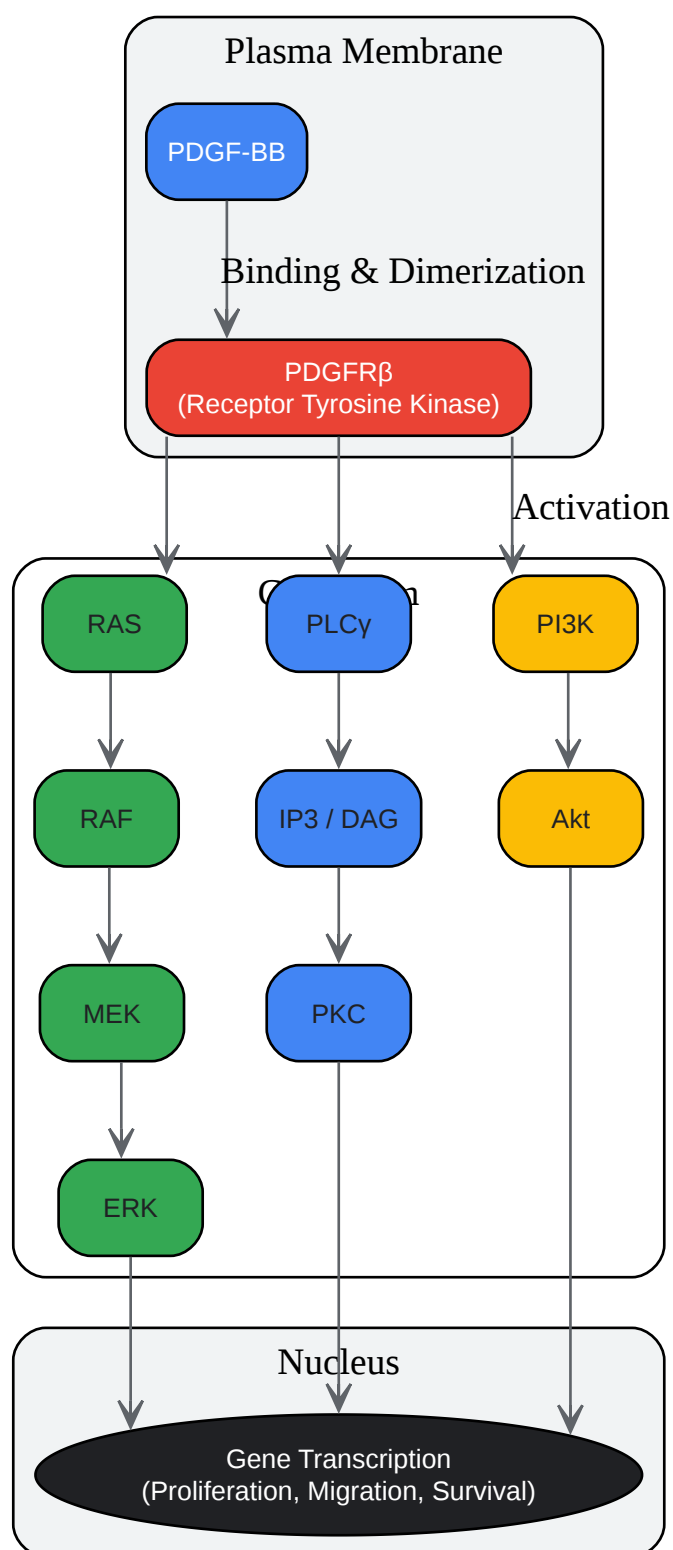 Plasma Membrane
PDGF-BB
Binding & Dimerization
PDGFRβ
(Receptor Tyrosine Kinase)
Activation
RAS
PLCγ
PI3K
RAF
IP3 / DAG
Akt
MEK
PKC
ERK
Nucleus
Gene Transcription
(Proliferation, Migration, Survival)